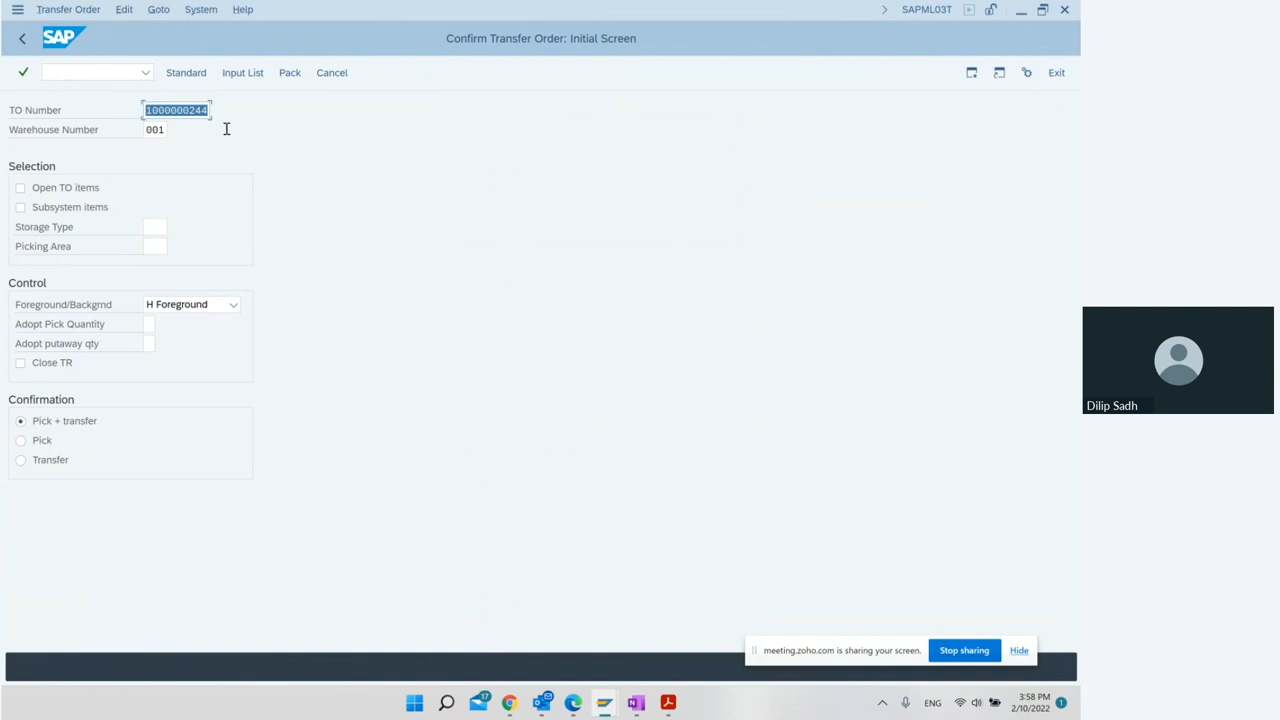 Transfer Order Edit Goto System Help SAPML03T
SAP Confirm Transfer Order: Initial Screen
Standard Input List Pack Cancel Exit
TO Number 1000000244
Warehouse Number 001
Selection
Open TO items
Subsystem items
Storage Type
Picking Area
Control
Foreground/Backgrnd H Foreground
Adopt Pick Quantity
Adopt putaway qty
Close TR
Confirmation
Pick + transfer
Pick
Transfer
Dilip Sadh
meeting.zoho.com is sharing your screen. Stop sharing Hide
17
ENG
3:58 PM
2/10/2022
1